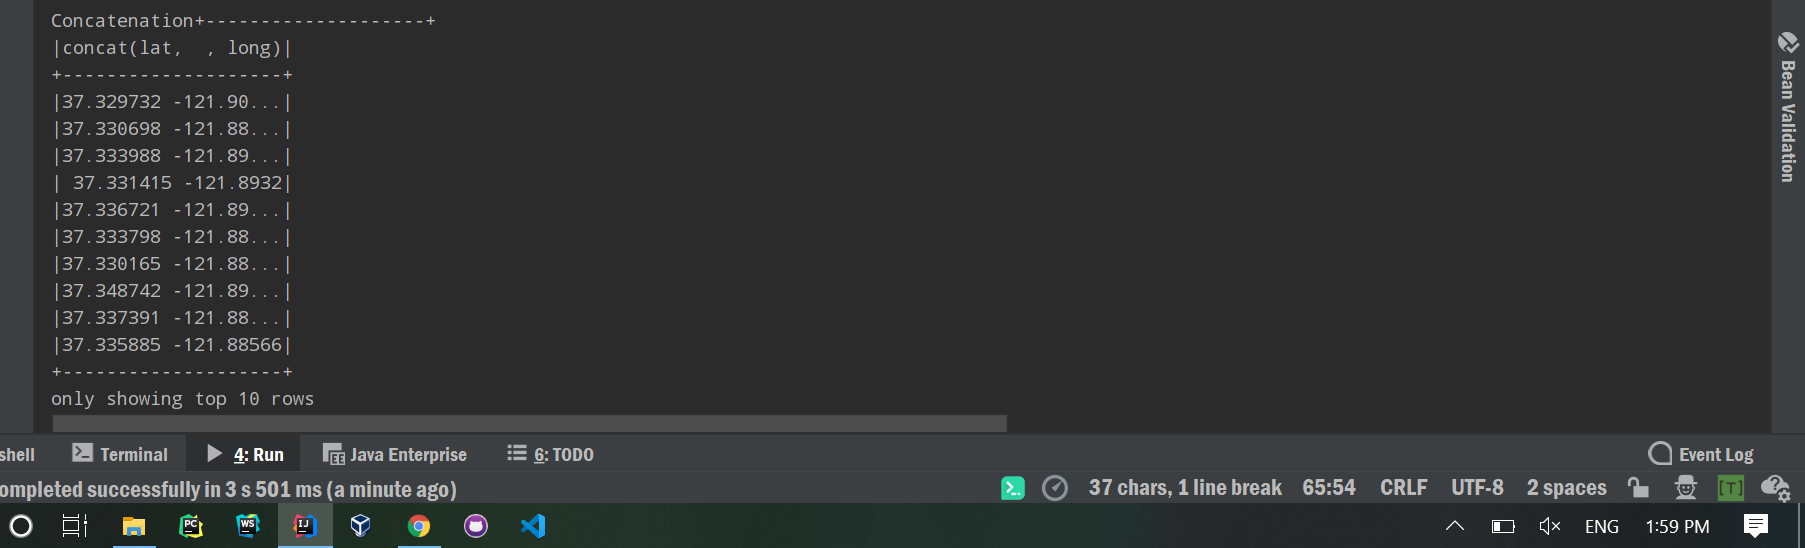 Concatenation+--------------------+
|concat(lat,  , long)|
+--------------------+
|37.329732 -121.90...|
|37.330698 -121.88...|
|37.333988 -121.89...|
| 37.331415 -121.8932|
|37.336721 -121.89...|
|37.333798 -121.88...|
|37.330165 -121.88...|
|37.348742 -121.89...|
|37.337391 -121.88...|
|37.335885 -121.88566|
+--------------------+
only showing top 10 rows
Bean Validation
shell Terminal 4: Run Java Enterprise 6: TODO Event Log
ompleted successfully in 3 s 501 ms (a minute ago) 37 chars, 1 line break 65:54 CRLF UTF-8 2 spaces [T]
PC WS IJ ENG 1:59 PM